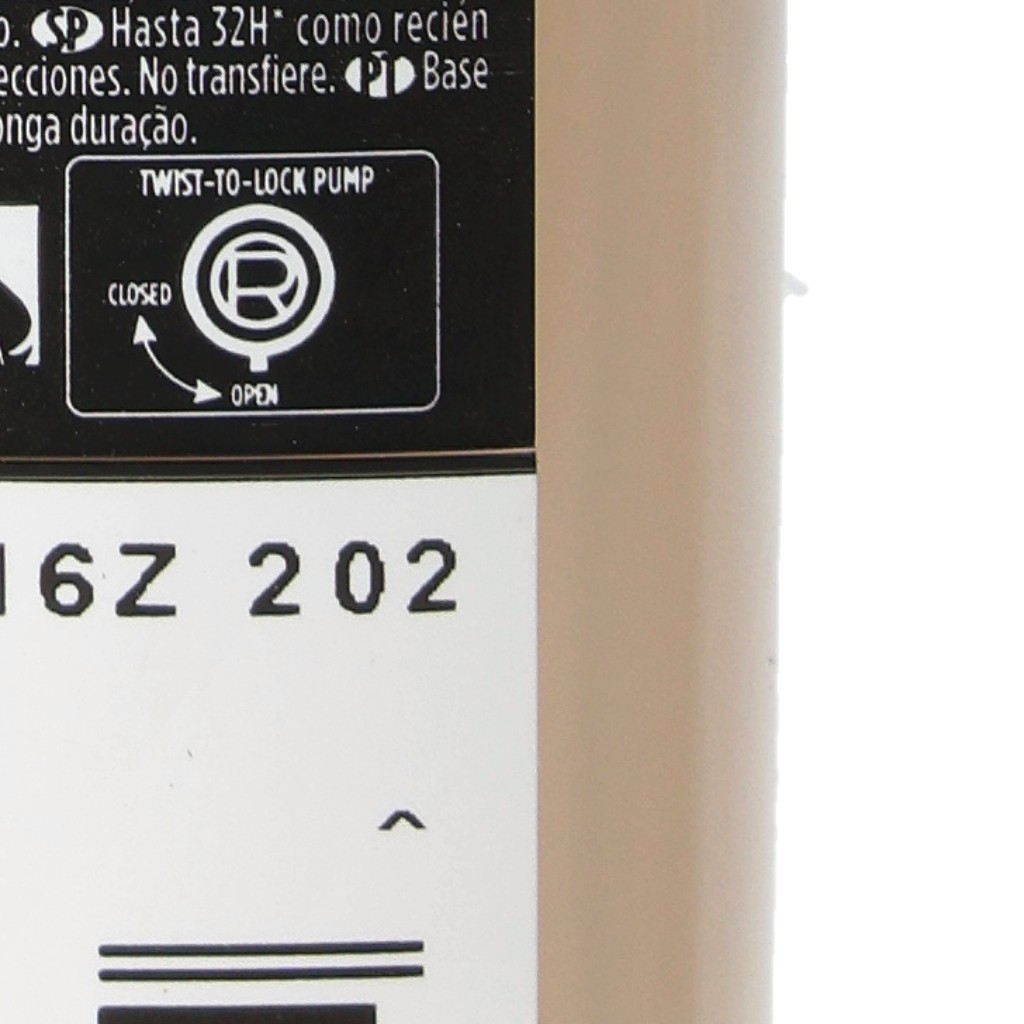 o. SP Hasta 32H* como recién
ecciones. No transfiere. PT Base
onga duração.
TWIST-TO-LOCK PUMP
R
CLOSED
OPEN
16Z 202